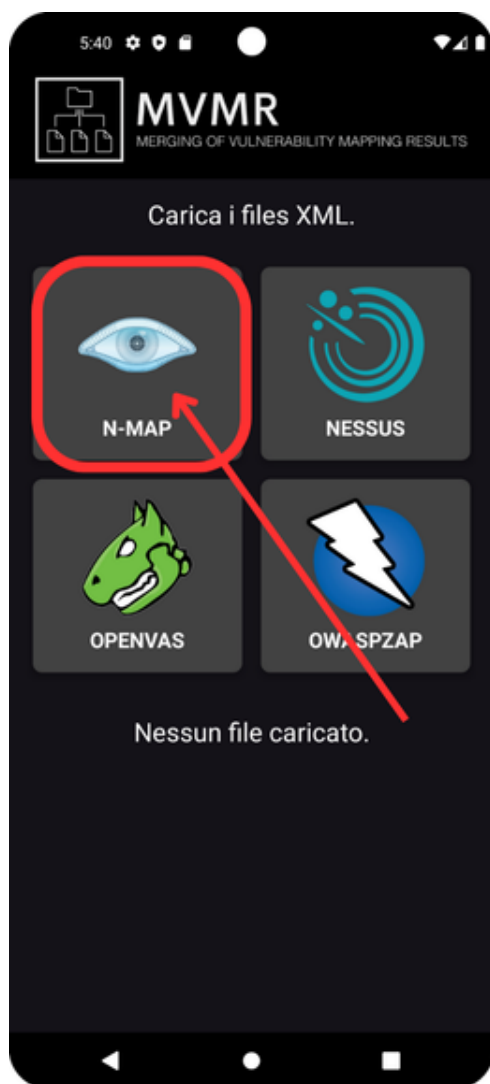 5:40
MVMR
MERGING OF VULNERABILITY MAPPING RESULTS
Carica i files XML.
N-MAP
NESSUS
OPENVAS
OWASPZAP
Nessun file caricato.